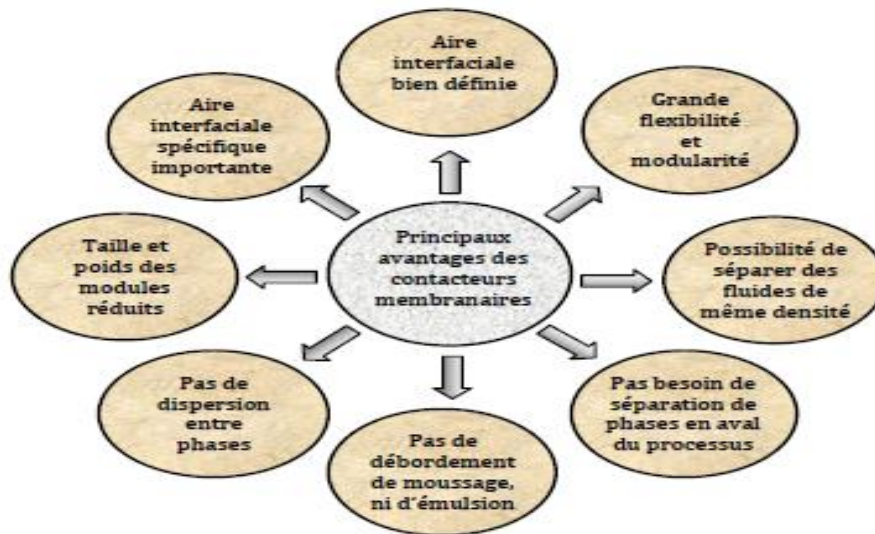 Aire
interfaciale
bien définie
Grande
flexibilité
et
modularité
Possibilité de
séparer des
fluides de
même densité
Pas besoin de
séparation de
phases en aval
du processus
Pas de
débordement
de moussage,
ni d'émulsion
Pas de
dispersion
entre
phases
Taille et
poids des
modules
réduits
Aire
interfaciale
spécifique
importante
Principaux
avantages des
contacteurs
membranaires